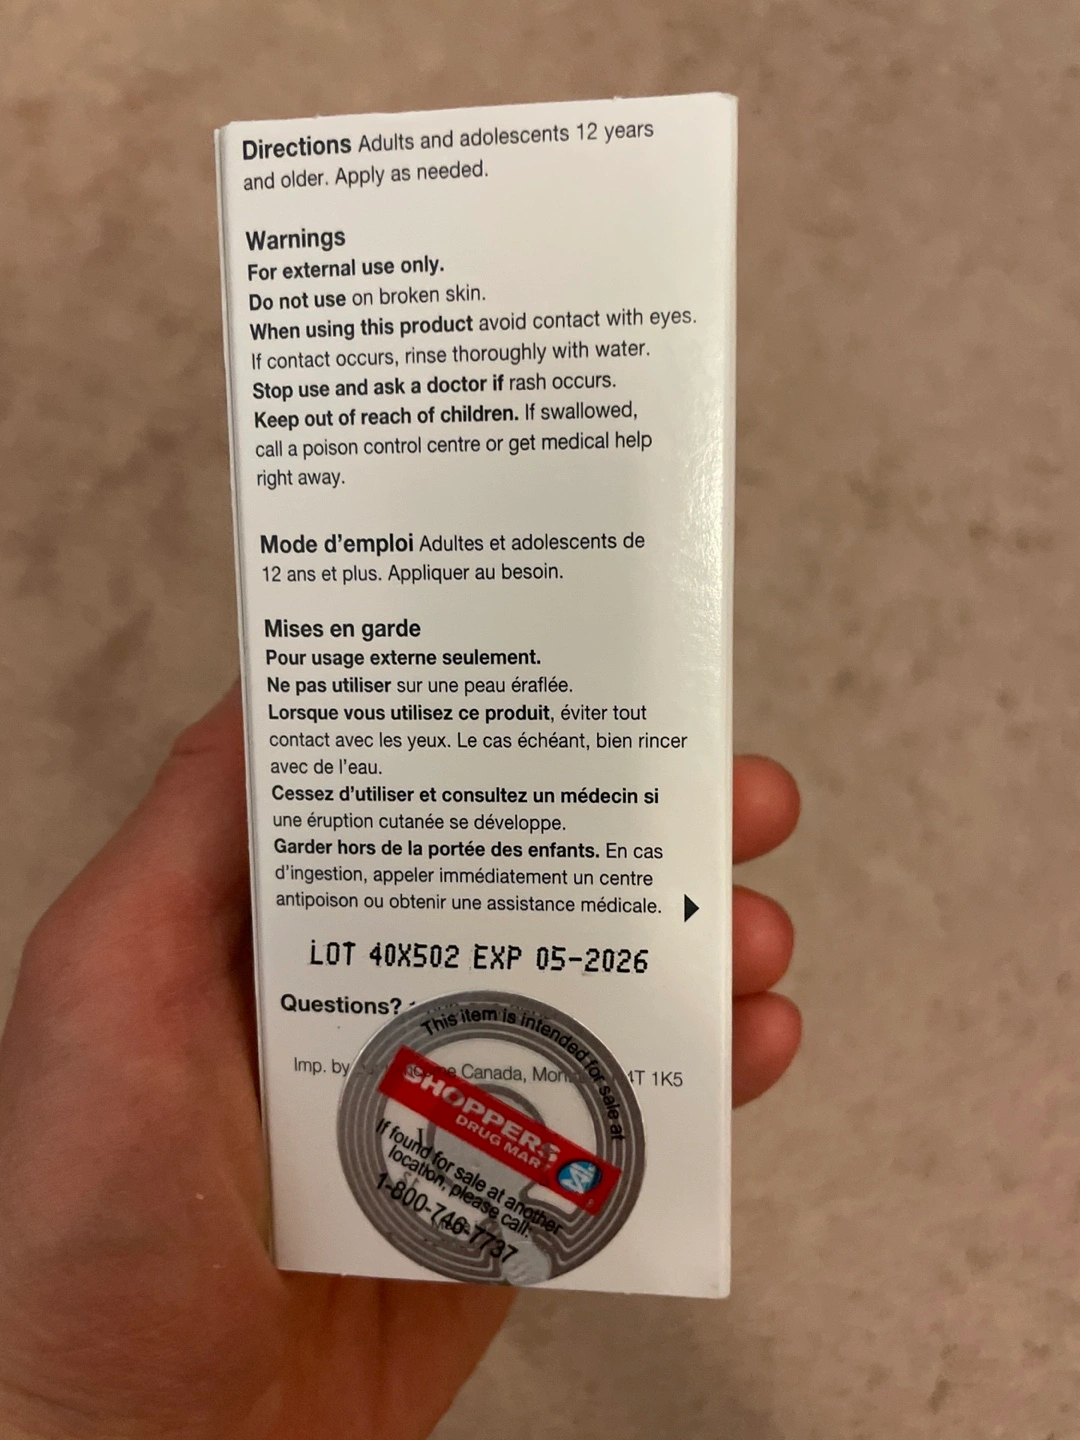 Directions Adults and adolescents 12 years
and older. Apply as needed.
Warnings
For external use only.
Do not use on broken skin.
When using this product avoid contact with eyes.
If contact occurs, rinse thoroughly with water.
Stop use and ask a doctor if rash occurs.
Keep out of reach of children. If swallowed,
call a poison control centre or get medical help
right away.
Mode d'emploi Adultes et adolescents de
12 ans et plus. Appliquer au besoin.
Mises en garde
Pour usage externe seulement.
Ne pas utiliser sur une peau éraflée.
Lorsque vous utilisez ce produit, éviter tout
contact avec les yeux. Le cas échéant, bien rincer
avec de l'eau.
Cessez d'utiliser et consultez un médecin si
une éruption cutanée se développe.
Garder hors de la portée des enfants. En cas
d'ingestion, appeler immédiatement un centre
antipoison ou obtenir une assistance médicale.
LOT 40X502 EXP 05-2026
Questions?
Imp. by Canada, 1K5
This item is intended for sale at
SHOPPERS
DRUG MART
If found for sale at another
location, please call:
1-800-746-7737